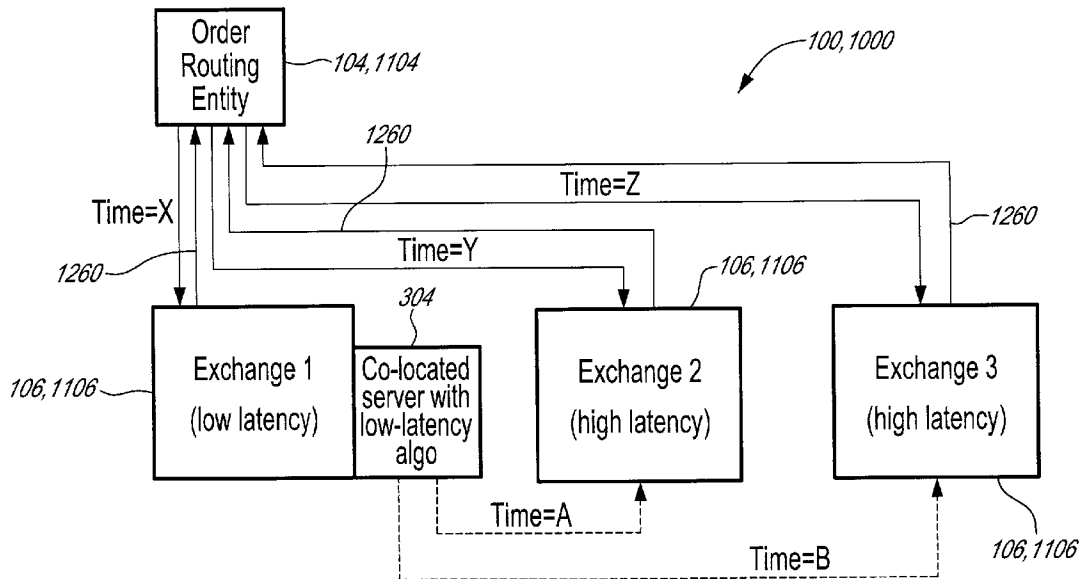 Order
Routing
Entity
104,1104
100,1000
1260
Time=X
Time=Z
1260
Time=Y
1260
106,1106
304
Exchange 1
(low latency)
Co-located
server with
low-latency
algo
Exchange 2
(high latency)
Exchange 3
(high latency)
106,1106
Time=A
106,1106
Time=B